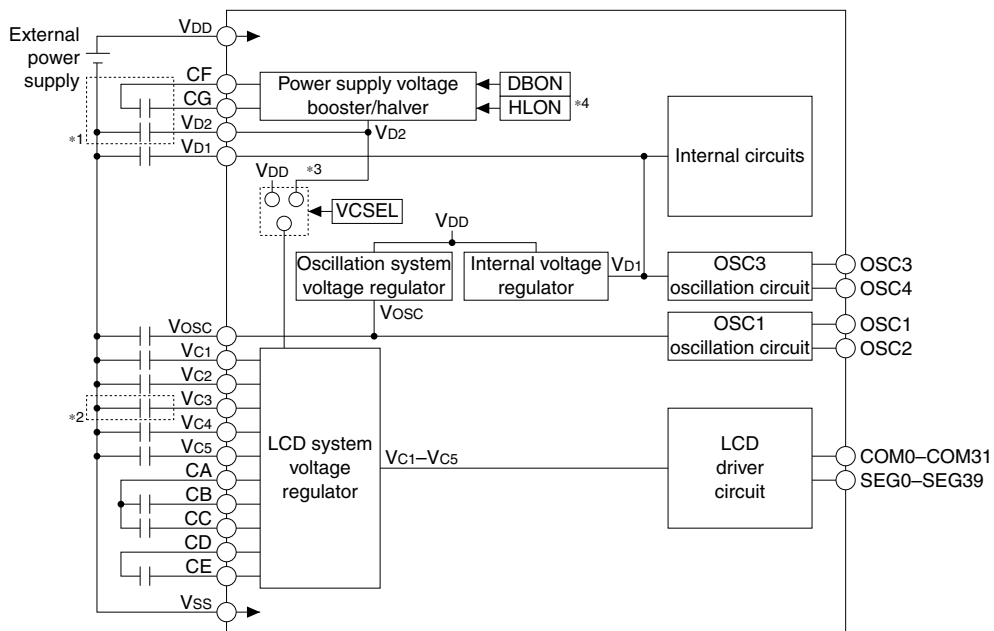 External
power
supply
VDD
CF
CG
VD2
VD1
*1
Power supply voltage
booster/halver
DBON
HLON
*4
VD2
VDD
*3
VCSEL
Internal circuits
VDD
Oscillation system
voltage regulator
Internal voltage
regulator
VD1
VOSC
OSC3
oscillation circuit
OSC3
OSC4
OSC1
oscillation circuit
OSC1
OSC2
VOSC
VC1
VC2
VC3
*2
VC4
VC5
CA
CB
CC
CD
CE
VSS
LCD system
voltage
regulator
VC1–VC5
LCD
driver
circuit
COM0–COM31
SEG0–SEG39